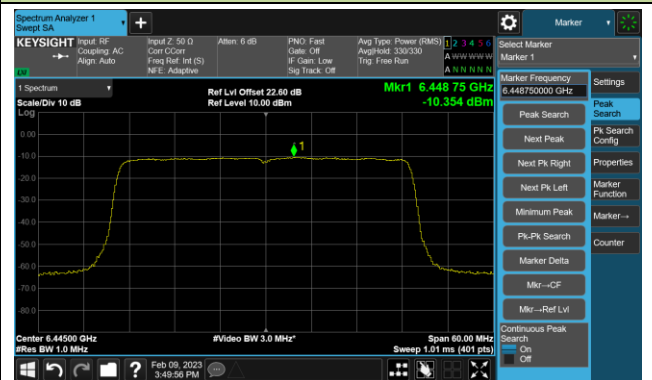 Spectrum Analyzer 1
Swept SA
+
Marker
KEYSIGHT
Input: RF
Coupling: AC
Align: Auto
Input Z: 50 Ω
Corr CCorr
Freq Ref: Int (S)
NFE: Adaptive
Atten: 6 dB
PNO: Fast
Gate: Off
IF Gain: Low
Sig Track: Off
Avg Type: Power (RMS)
Avg|Hold: 330/330
Trig: Free Run
1 2 3 4 5 6
A W W W W W
A N N N N N
LXI
1 Spectrum
Scale/Div 10 dB
Log
Ref Lvl Offset 22.60 dB
Ref Level 10.00 dBm
Mkr1 6.448 75 GHz
-10.354 dBm
0.00
-10.0
-20.0
-30.0
-40.0
-50.0
-60.0
-70.0
-80.0
1
Center 6.44500 GHz
#Res BW 1.0 MHz
#Video BW 3.0 MHz*
Span 60.00 MHz
Sweep 1.01 ms (401 pts)
Select Marker
Marker 1
Marker Frequency
6.448750000 GHz
Peak Search
Next Peak
Next Pk Right
Next Pk Left
Minimum Peak
Pk-Pk Search
Marker Delta
Mkr→CF
Mkr→Ref Lvl
Continuous Peak
Search
On
Off
Settings
Peak
Search
Pk Search
Config
Properties
Marker
Function
Marker→
Counter
?
Feb 09, 2023
3:49:56 PM